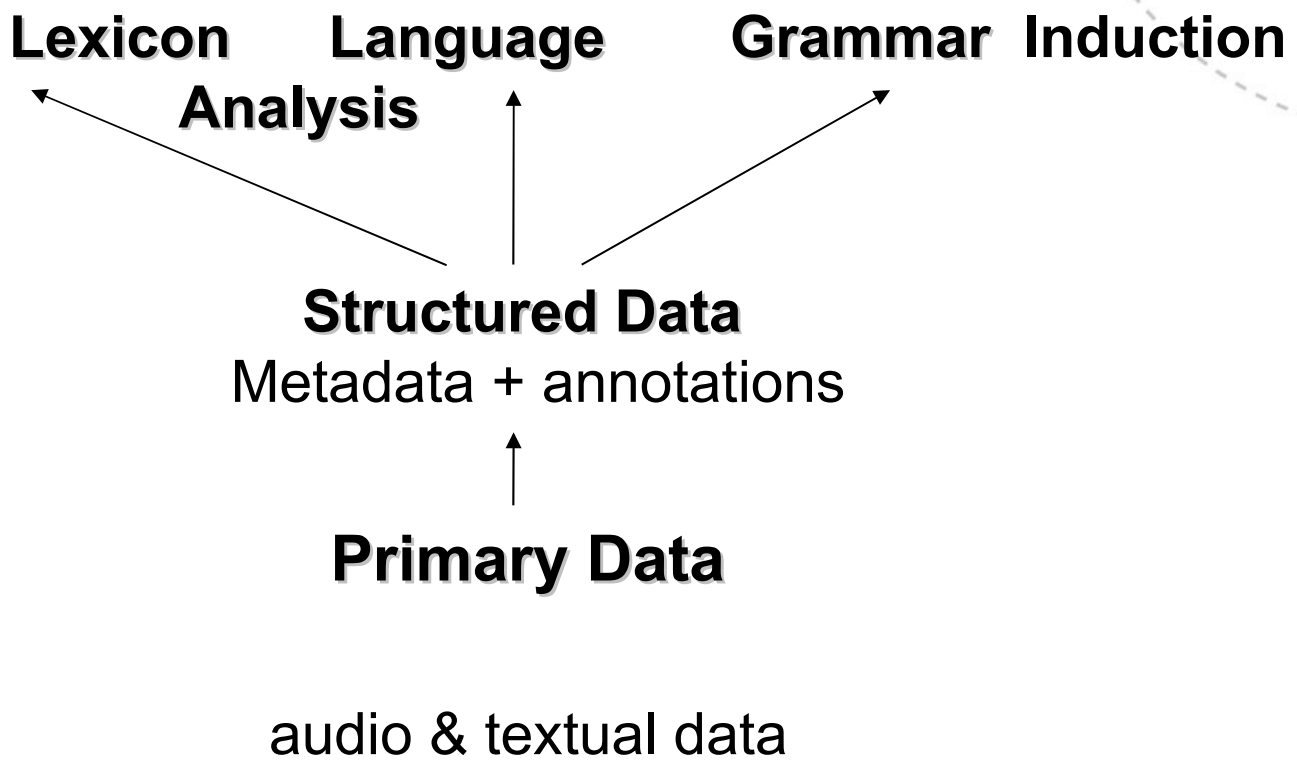 Lexicon Language Grammar Induction
Analysis
Structured Data
Metadata + annotations
Primary Data
audio & textual data